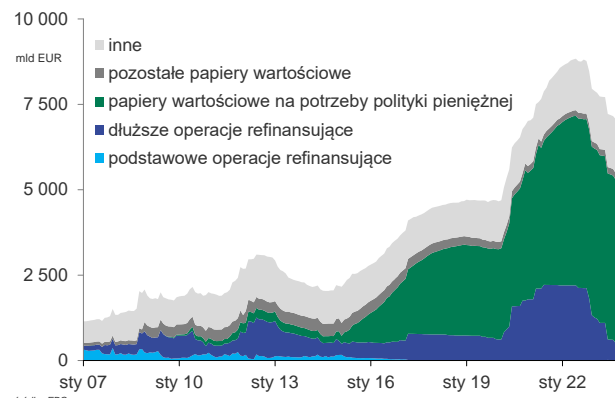 10 000
mld EUR
inne
pozostałe papiery wartościowe
7 500
papiery wartościowe na potrzeby polityki pieniężnej
dłuższe operacje refinansujące
podstawowe operacje refinansujące
5 000
2 500
0
sty 07 sty 10 sty 13 sty 16 sty 19 sty 22